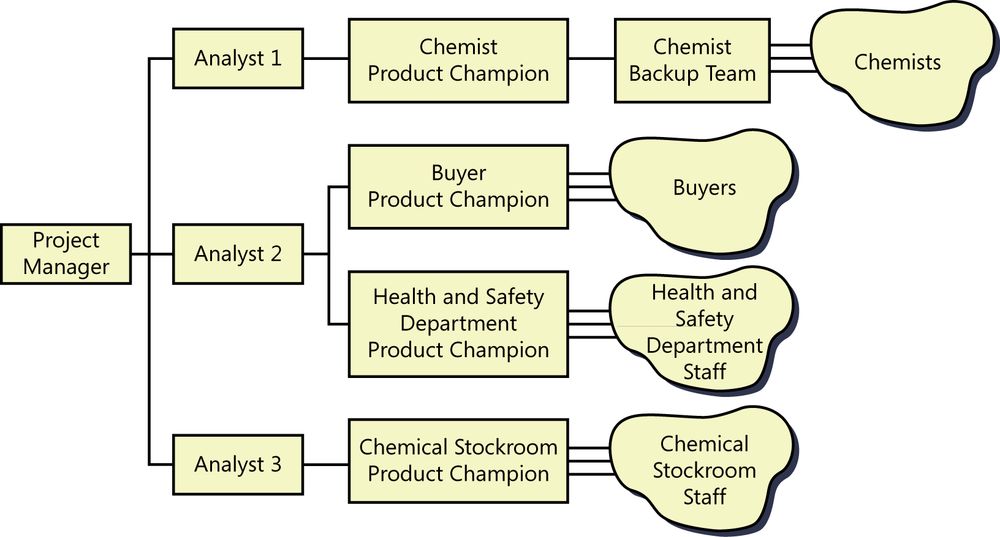 Analyst 1
Chemist
Product Champion
Chemist
Backup Team
Chemists
Buyer
Product Champion
Buyers
Project
Manager
Analyst 2
Health and Safety
Department
Product Champion
Health and
Safety
Department
Staff
Analyst 3
Chemical Stockroom
Product Champion
Chemical
Stockroom
Staff